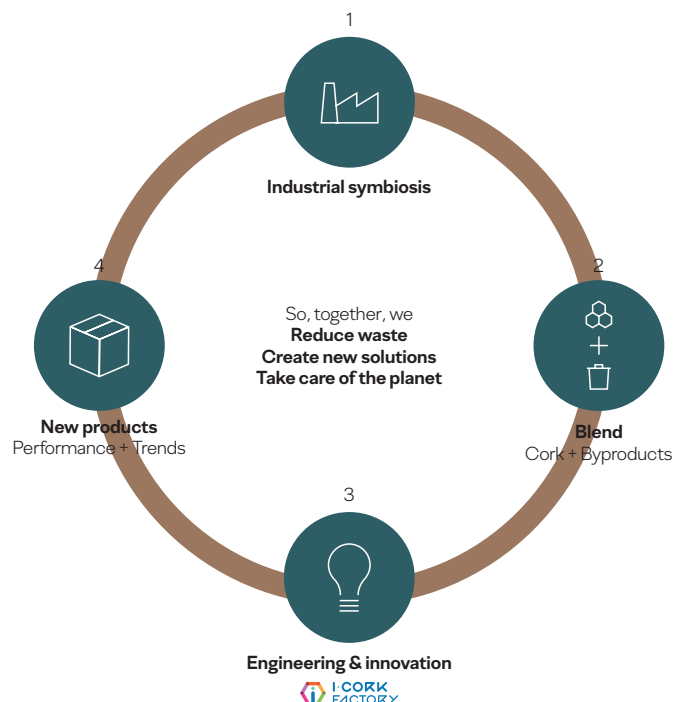 1
Industrial symbiosis
4
2
So, together, we
Reduce waste
Create new solutions
Take care of the planet
New products
Performance + Trends
Blend
Cork + Byproducts
3
Engineering & innovation
I·CORK
FACTORY